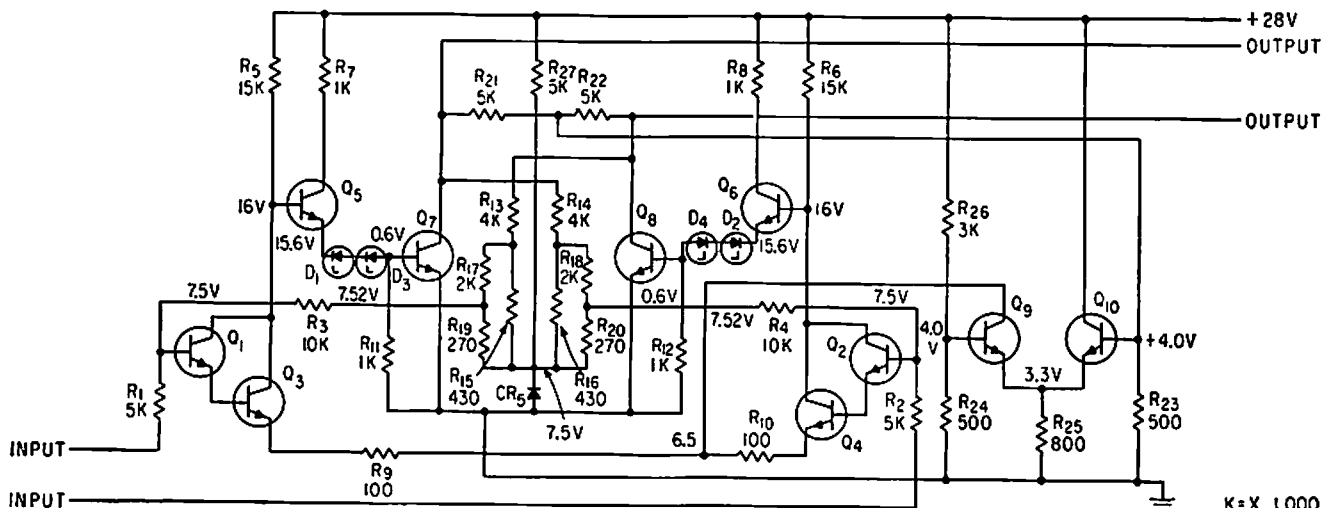 +28V
OUTPUT
R5
15K
R7
1K
R21
5K
R27
5K
R22
5K
R8
1K
R6
15K
OUTPUT
Q5
16V
15.6V
0.6V
Q7
R13
4K
R14
4K
Q8
D4
D2
Q6
16V
15.6V
R26
3K
D1
D3
R17
2K
R18
2K
0.6V
7.5V
R3
10K
7.52V
7.52V
R4
10K
7.5V
4.0
V
Q9
Q10
+4.0V
Q1
R11
1K
R19
270
R20
270
R12
1K
Q2
3.3V
R1
5K
Q3
R15
430
CR5
R16
430
7.5V
R10
100
Q4
R2
5K
R24
500
R25
800
R23
500
INPUT
R9
100
6.5
INPUT
K=X 1,000